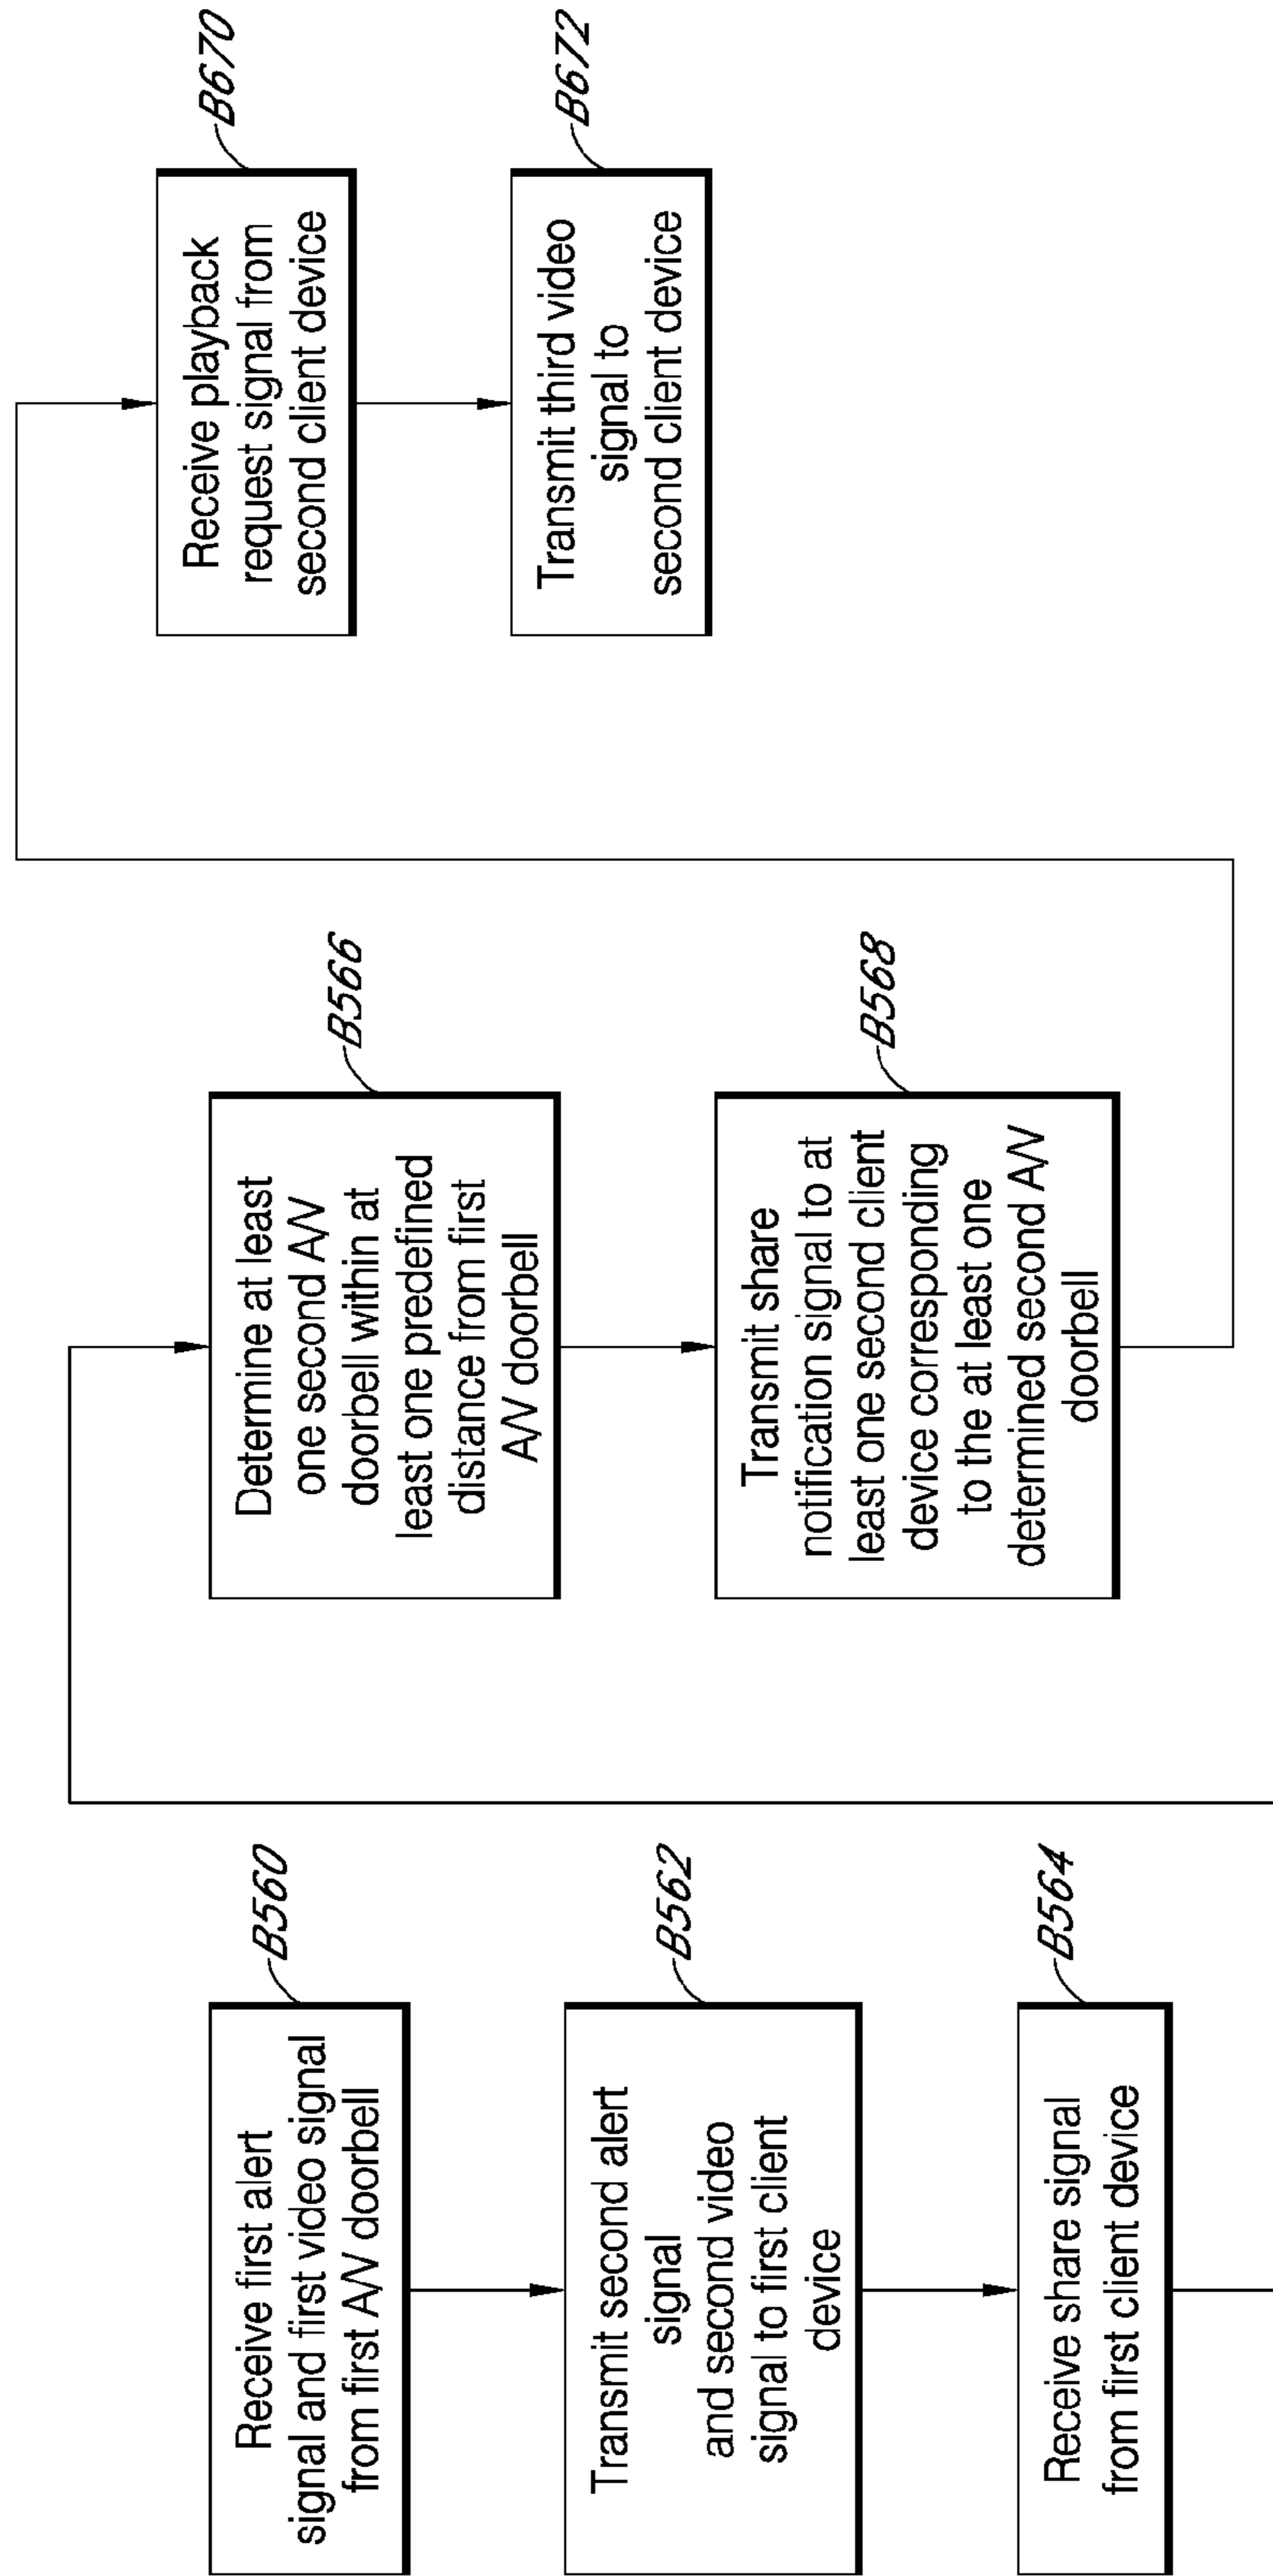 Receive first alert
signal and first video signal
from first A/V doorbell
B560
Transmit second alert
signal
and second video
signal to first client
device
B562
Receive share signal
from first client device
B564
Determine at least
one second A/V
doorbell within at
least one predefined
distance from first
A/V doorbell
B566
Transmit share
notification signal to at
least one second client
device corresponding
to the at least one
determined second A/V
doorbell
B568
Receive playback
request signal from
second client device
B670
Transmit third video
signal to
second client device
B672